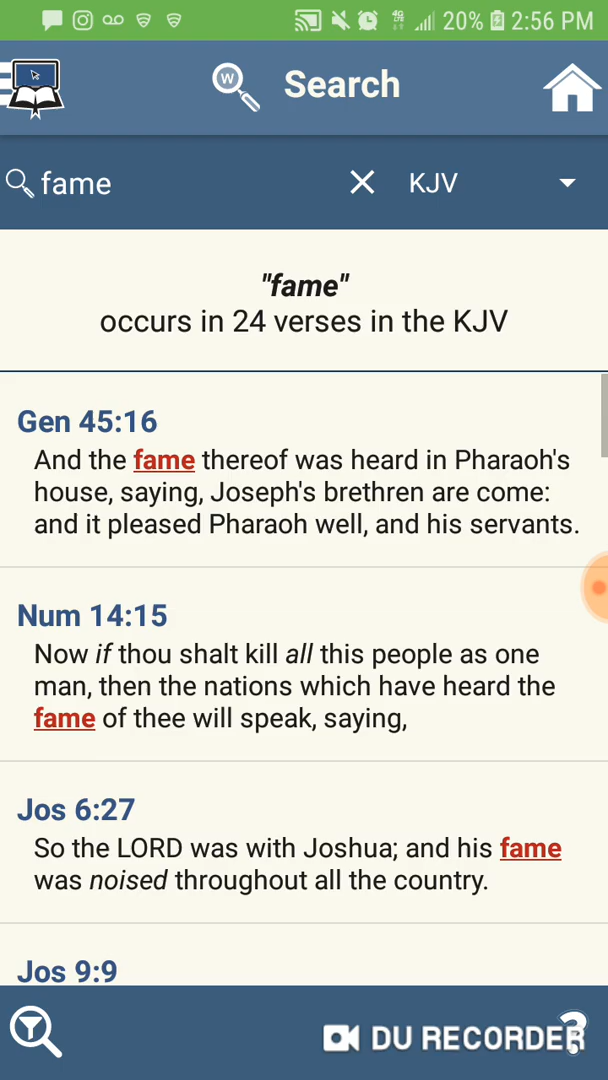 20% 2:56 PM
W
Search
fame
KJV
"fame"
occurs in 24 verses in the KJV
Gen 45:16
And the fame thereof was heard in Pharaoh's
house, saying, Joseph's brethren are come:
and it pleased Pharaoh well, and his servants.
Num 14:15
Now if thou shalt kill all this people as one
man, then the nations which have heard the
fame of thee will speak, saying,
Jos 6:27
So the LORD was with Joshua; and his fame
was noised throughout all the country.
Jos 9:9
DU RECORDER
?